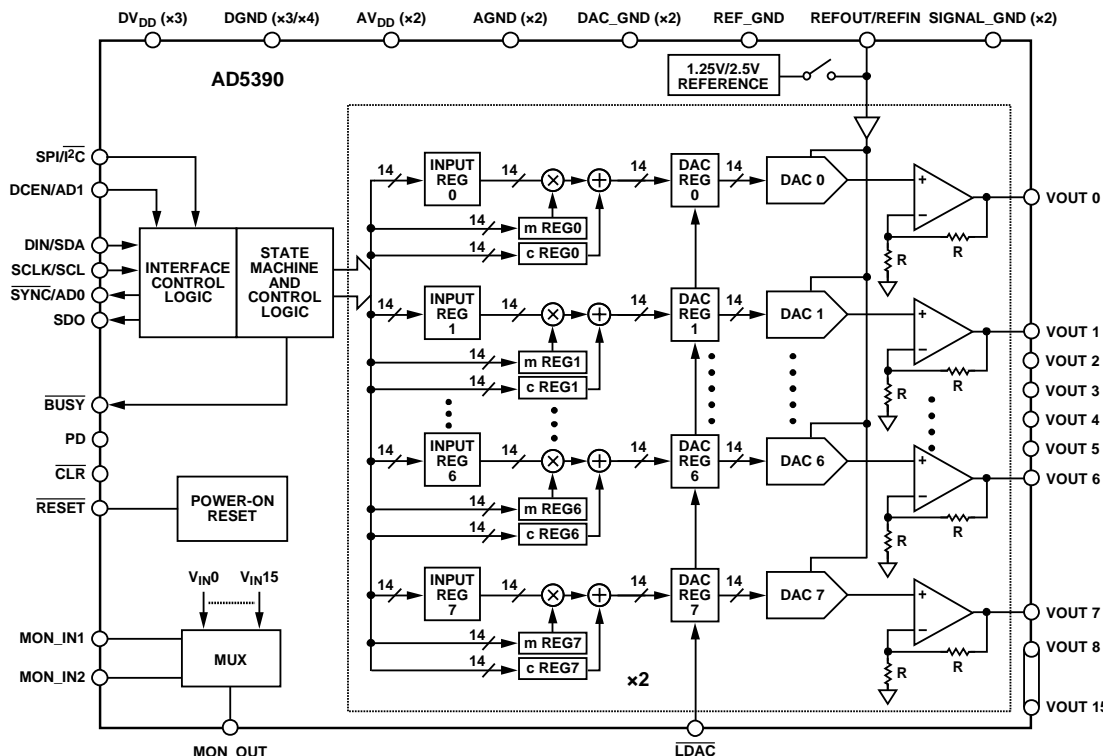 DVDD (×3)
DGND (×3/×4)
AVDD (×2)
AGND (×2)
DAC_GND (×2)
REF_GND
REFOUT/REFIN
SIGNAL_GND (×2)
AD5390
1.25V/2.5V
REFERENCE
SPI/I2C
DCEN/AD1
DIN/SDA
SCLK/SCL
SYNC/AD0
SDO
BUSY
PD
CLR
RESET
MON_IN1
MON_IN2
INTERFACE
CONTROL
LOGIC
STATE
MACHINE
AND
CONTROL
LOGIC
POWER-ON
RESET
VIN0
VIN15
MUX
MON_OUT
14
INPUT
REG
0
14
×
+
14
DAC
REG
0
14
DAC 0
+
−
R
R
VOUT 0
14
m REG0
14
c REG0
14
INPUT
REG
1
14
×
+
14
DAC
REG
1
14
DAC 1
+
−
R
R
VOUT 1
14
m REG1
14
c REG1
VOUT 2
VOUT 3
VOUT 4
VOUT 5
14
INPUT
REG
6
14
×
+
14
DAC
REG
6
14
DAC 6
+
−
R
R
VOUT 6
14
m REG6
14
c REG6
14
INPUT
REG
7
14
×
+
14
DAC
REG
7
14
DAC 7
+
−
R
R
VOUT 7
14
m REG7
14
c REG7
×2
VOUT 8
VOUT 15
LDAC